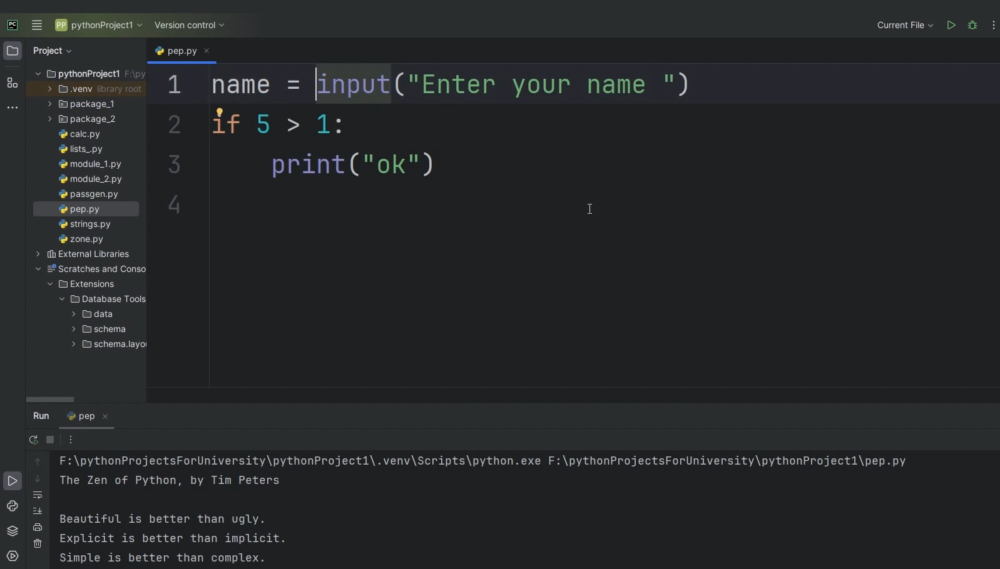 PC PP pythonProject1 Version control Current File
Project
pep.py
pythonProject1 F:\py
.venv library root
package_1
package_2
calc.py
lists_.py
module_1.py
module_2.py
passgen.py
pep.py
strings.py
zone.py
External Libraries
Scratches and Conso
Extensions
Database Tools
data
schema
schema.layou
1 name = input("Enter your name ")
2 if 5 > 1:
3 print("ok")
4
Run pep
F:\pythonProjectsForUniversity\pythonProject1\.venv\Scripts\python.exe F:\pythonProjectsForUniversity\pythonProject1\pep.py
The Zen of Python, by Tim Peters
Beautiful is better than ugly.
Explicit is better than implicit.
Simple is better than complex.